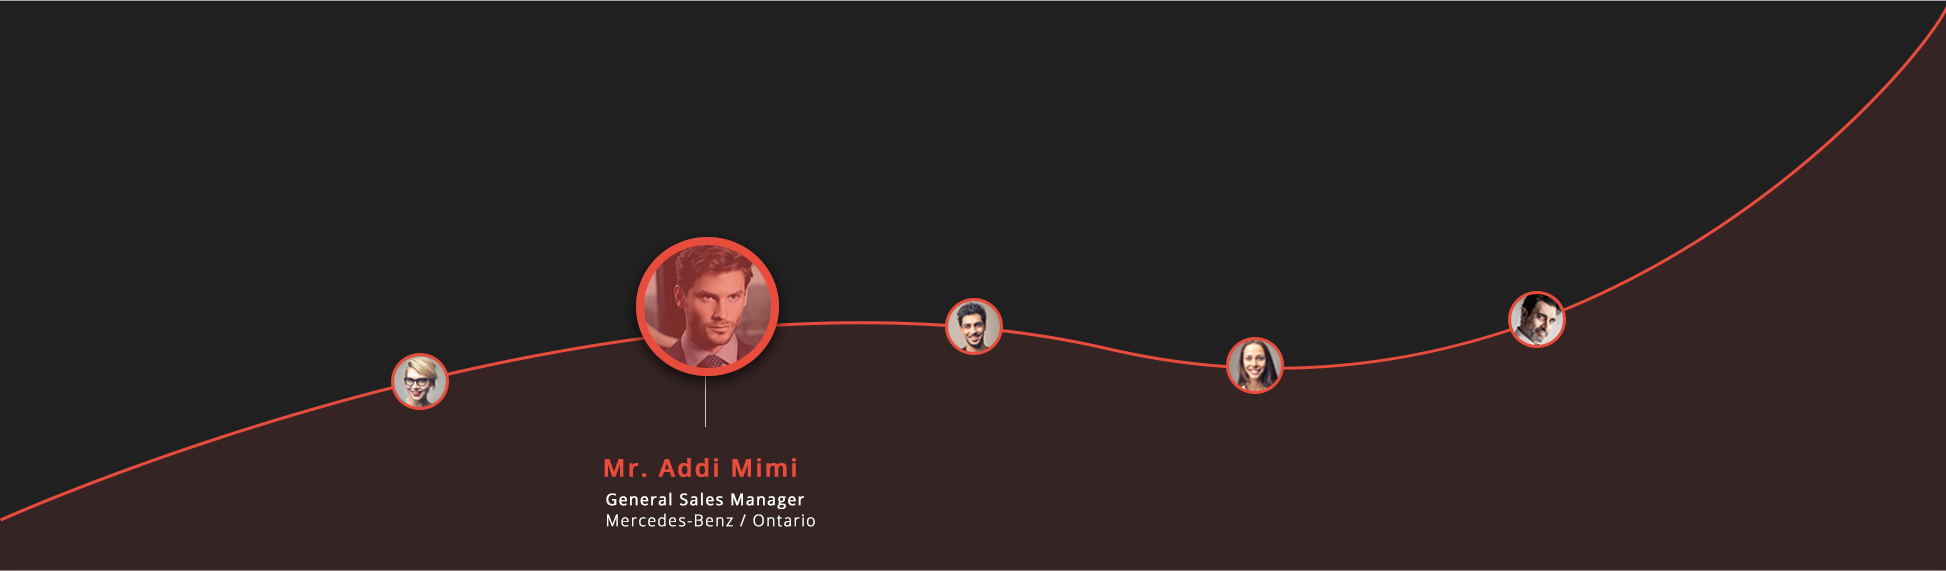 Mr. Addi Mimi
General Sales Manager
Mercedes-Benz / Ontario